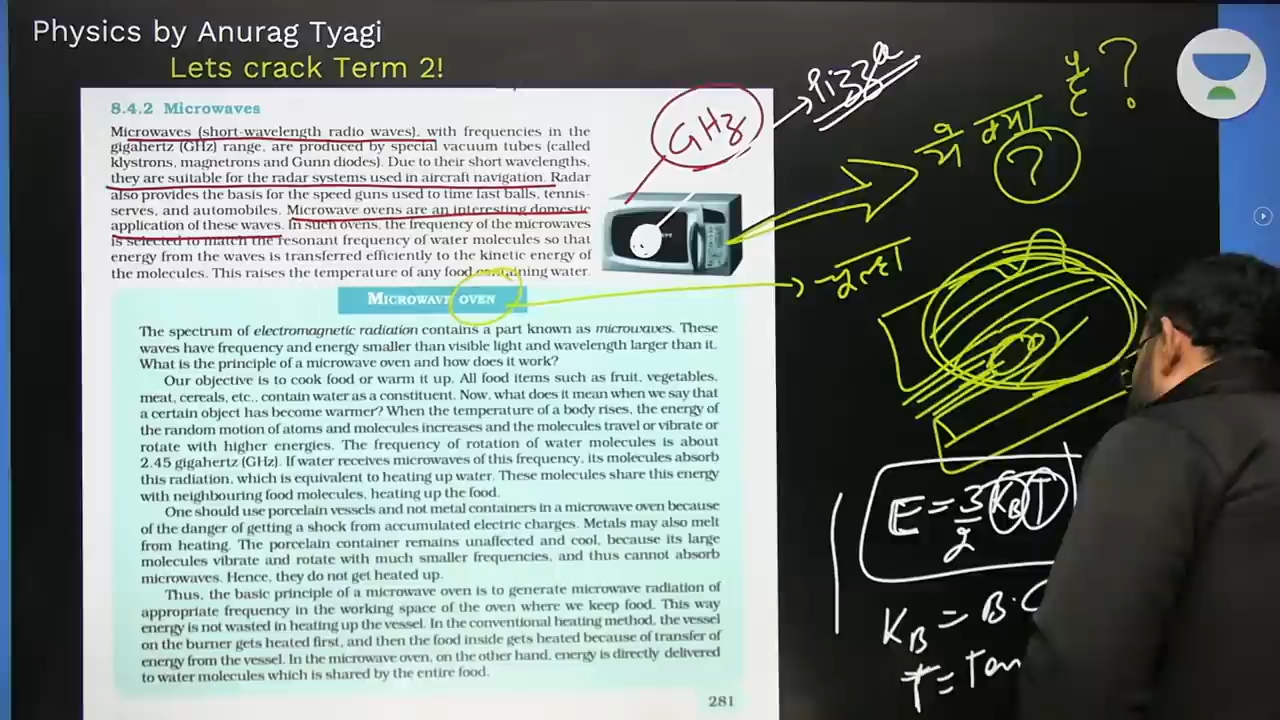 Physics by Anurag Tyagi
Lets crack Term 2!
8.4.2 Microwaves
Microwaves (short-wavelength radio waves), with frequencies in the
gigahertz (GHz) range, are produced by special vacuum tubes (called
klystrons, magnetrons and Gunn diodes). Due to their short wavelengths,
they are suitable for the radar systems used in aircraft navigation. Radar
also provides the basis for the speed guns used to time fast balls, tennis-
serves, and automobiles. Microwave ovens are an interesting domestic
application of these waves. In such ovens, the frequency of the microwaves
is selected to match the resonant frequency of water molecules so that
energy from the waves is transferred efficiently to the kinetic energy of
the molecules. This raises the temperature of any food containing water.
MICROWAVE OVEN
The spectrum of electromagnetic radiation contains a part known as microwaves. These
waves have frequency and energy smaller than visible light and wavelength larger than it.
What is the principle of a microwave oven and how does it work?
Our objective is to cook food or warm it up. All food items such as fruit, vegetables,
meat, cereals, etc., contain water as a constituent. Now, what does it mean when we say that
a certain object has become warmer? When the temperature of a body rises, the energy of
the random motion of atoms and molecules increases and the molecules travel or vibrate or
rotate with higher energies. The frequency of rotation of water molecules is about
2.45 gigahertz (GHz). If water receives microwaves of this frequency, its molecules absorb
this radiation, which is equivalent to heating up water. These molecules share this energy
with neighbouring food molecules, heating up the food.
One should use porcelain vessels and not metal containers in a microwave oven because
of the danger of getting a shock from accumulated electric charges. Metals may also melt
from heating. The porcelain container remains unaffected and cool, because its large
molecules vibrate and rotate with much smaller frequencies, and thus cannot absorb
microwaves. Hence, they do not get heated up.
Thus, the basic principle of a microwave oven is to generate microwave radiation of
appropriate frequency in the working space of the oven where we keep food. This way
energy is not wasted in heating up the vessel. In the conventional heating method, the vessel
on the burner gets heated first, and then the food inside gets heated because of transfer of
energy from the vessel. In the microwave oven, on the other hand, energy is directly delivered
to water molecules which is shared by the entire food.
281
GHz
Pizza
ये क्या है ?
?
चूल्हा
E = 3/2 KB T
KB = B.C
T = Tem